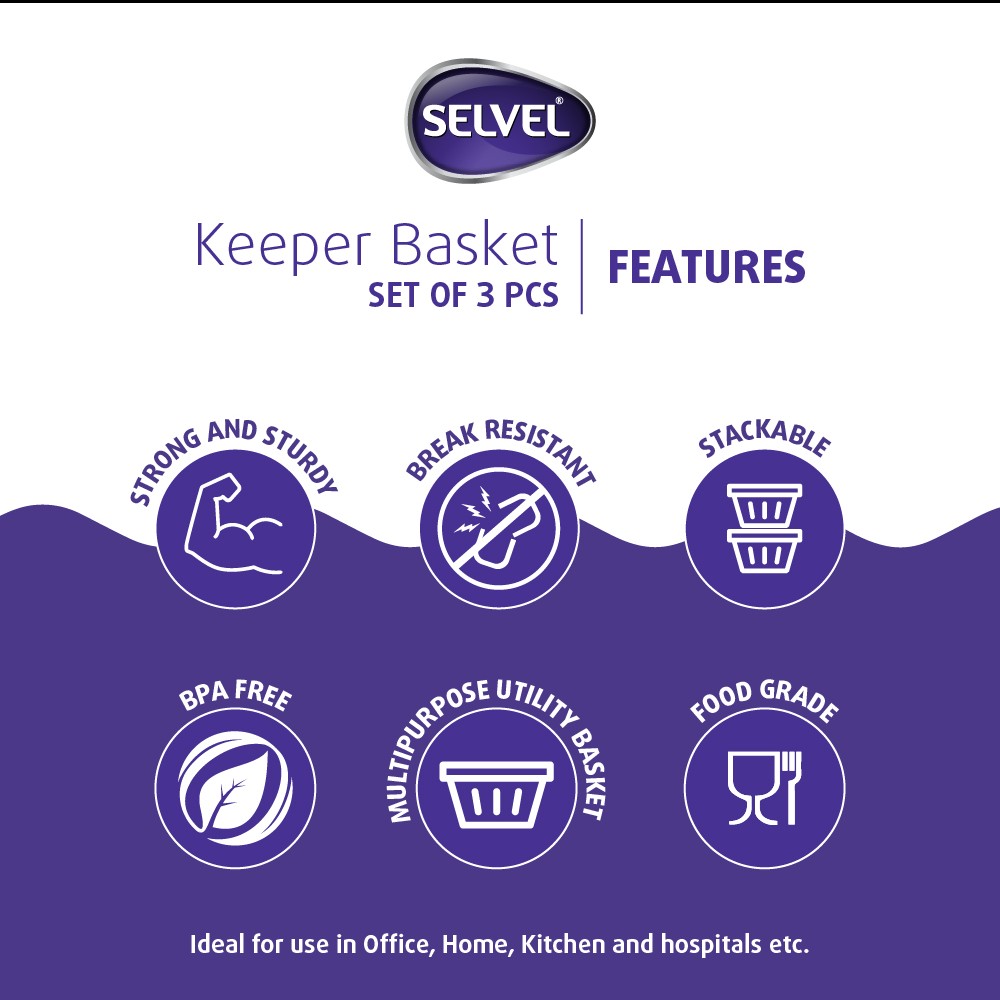 SELVEL®
Keeper Basket
SET OF 3 PCS
FEATURES
STRONG AND STURDY
BREAK RESISTANT
STACKABLE
BPA FREE
MULTIPURPOSE UTILITY BASKET
FOOD GRADE
Ideal for use in Office, Home, Kitchen and hospitals etc.